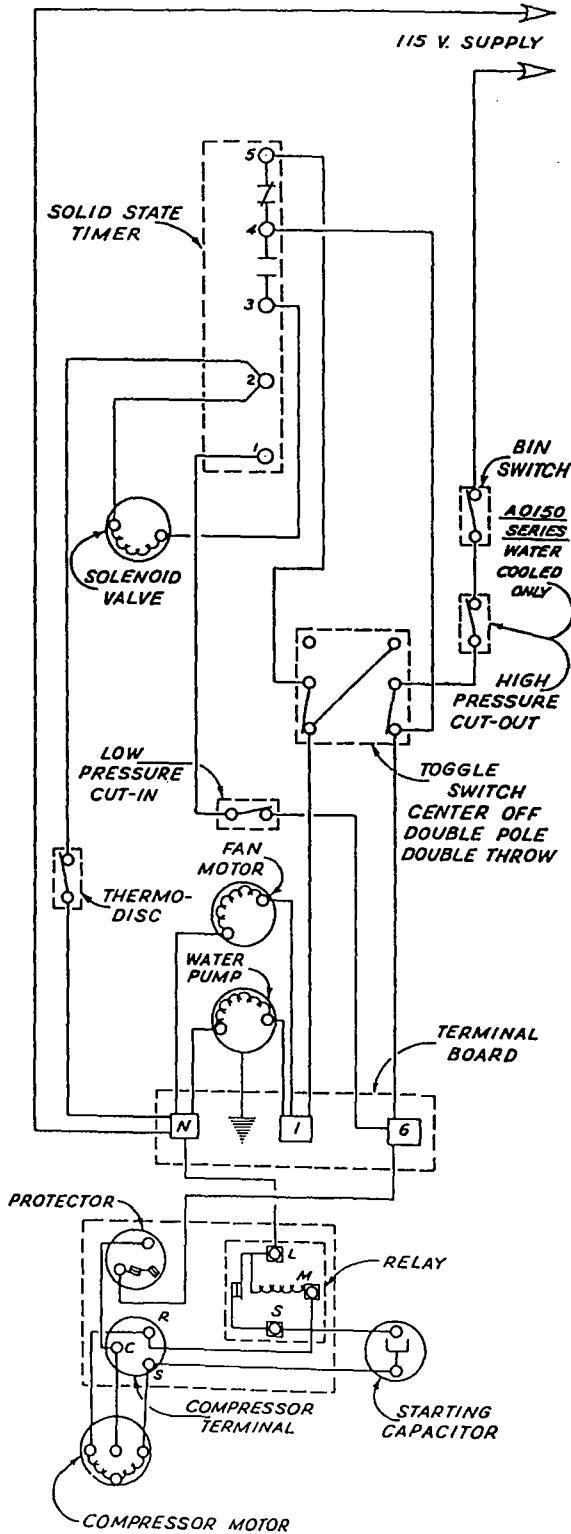 115 V. SUPPLY
5
SOLID STATE
TIMER
4
3
2
1
BIN
SWITCH
AQ150
SERIES
WATER
COOLED
ONLY
SOLENOID
VALVE
HIGH
PRESSURE
CUT-OUT
LOW
PRESSURE
CUT-IN
TOGGLE
SWITCH
CENTER OFF
DOUBLE POLE
DOUBLE THROW
FAN
MOTOR
THERMO-
DISC
WATER
PUMP
TERMINAL
BOARD
N
1
6
PROTECTOR
L
RELAY
M
S
R
C
S
COMPRESSOR
TERMINAL
STARTING
CAPACITOR
COMPRESSOR MOTOR